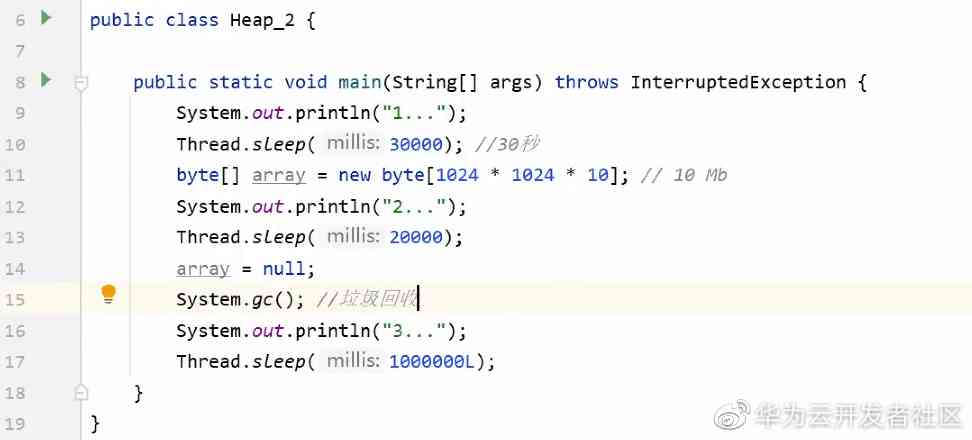 6 public class Heap_2 {
7
8 public static void main(String[] args) throws InterruptedException {
9 System.out.println("1...");
10 Thread.sleep( millis: 30000); //30秒
11 byte[] array = new byte[1024 * 1024 * 10]; // 10 Mb
12 System.out.println("2...");
13 Thread.sleep( millis: 20000);
14 array = null;
15 System.gc(); //垃圾回收
16 System.out.println("3...");
17 Thread.sleep( millis: 1000000L);
18 }
19 }
华为云开发者社区